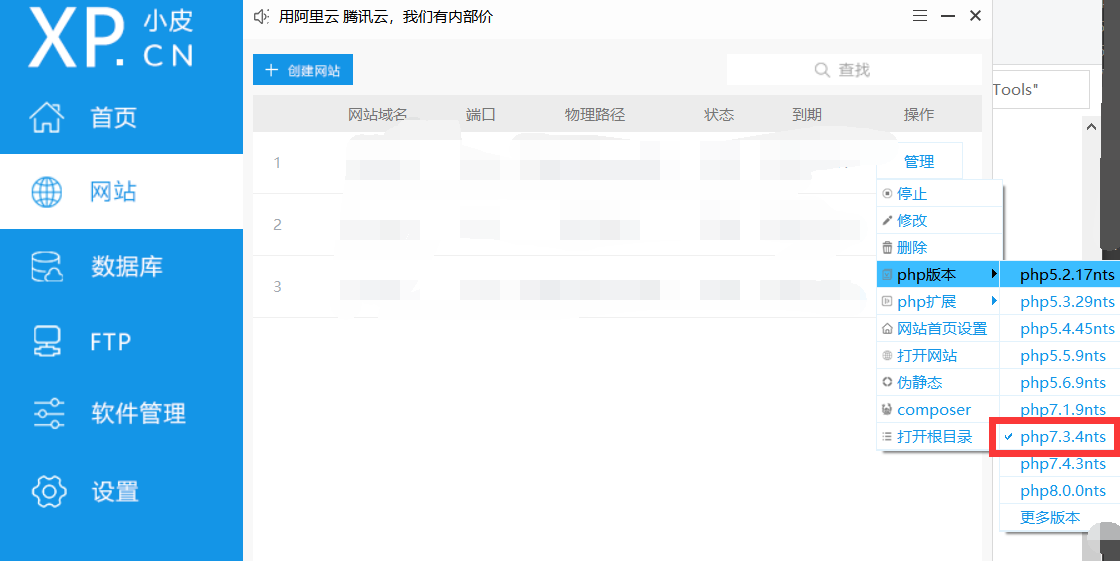 XP.CN 小皮
用阿里云 腾讯云，我们有内部价
首页
网站
数据库
FTP
软件管理
设置
+ 创建网站
查找
网站域名 端口 物理路径 状态 到期 操作
1 管理
2
3
停止
修改
删除
php版本
php扩展
网站首页设置
打开网站
伪静态
composer
打开根目录
php5.2.17nts
php5.3.29nts
php5.4.45nts
php5.5.9nts
php5.6.9nts
php7.1.9nts
php7.3.4nts
php7.4.3nts
php8.0.0nts
更多版本
Tools"